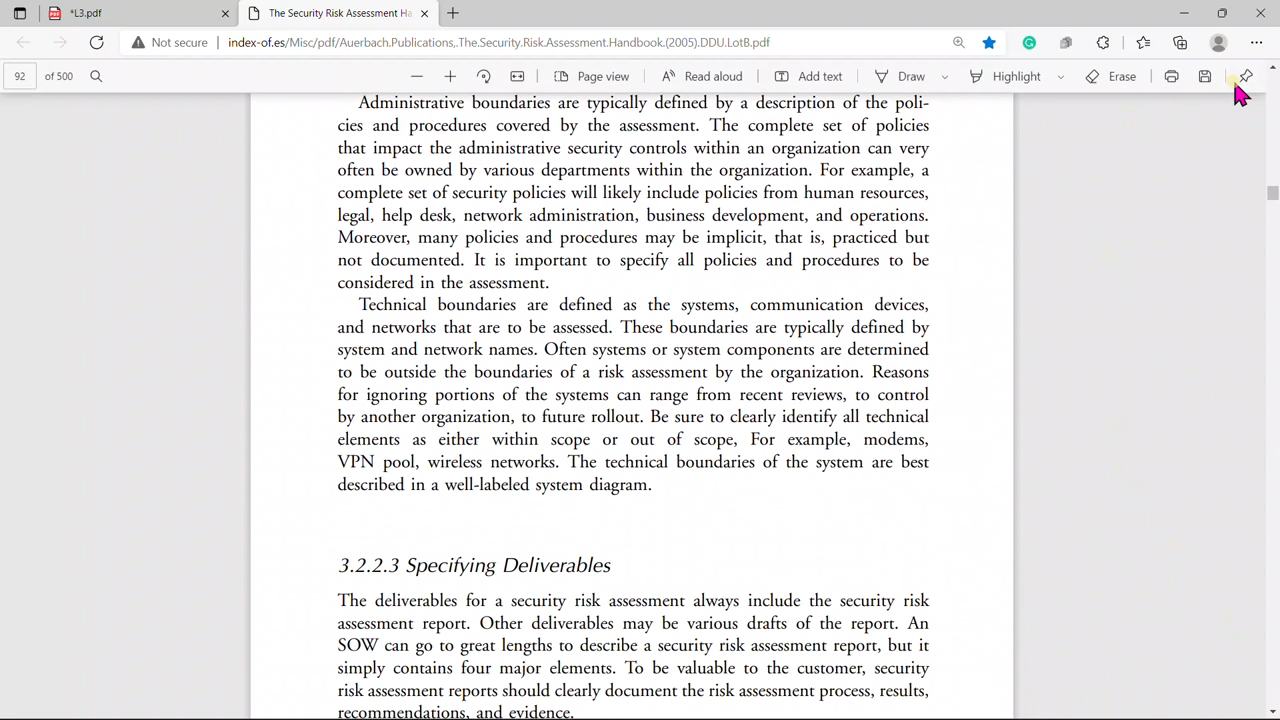 *L3.pdf
The Security Risk Assessment Ha
Not secure
index-of.es/Misc/pdf/Auerbach.Publications,.The.Security.Risk.Assessment.Handbook.(2005).DDU.LotB.pdf
92 of 500
Page view
Read aloud
Add text
Draw
Highlight
Erase
Administrative boundaries are typically defined by a description of the poli-
cies and procedures covered by the assessment. The complete set of policies
that impact the administrative security controls within an organization can very
often be owned by various departments within the organization. For example, a
complete set of security policies will likely include policies from human resources,
legal, help desk, network administration, business development, and operations.
Moreover, many policies and procedures may be implicit, that is, practiced but
not documented. It is important to specify all policies and procedures to be
considered in the assessment.
Technical boundaries are defined as the systems, communication devices,
and networks that are to be assessed. These boundaries are typically defined by
system and network names. Often systems or system components are determined
to be outside the boundaries of a risk assessment by the organization. Reasons
for ignoring portions of the systems can range from recent reviews, to control
by another organization, to future rollout. Be sure to clearly identify all technical
elements as either within scope or out of scope, For example, modems,
VPN pool, wireless networks. The technical boundaries of the system are best
described in a well-labeled system diagram.
3.2.2.3 Specifying Deliverables
The deliverables for a security risk assessment always include the security risk
assessment report. Other deliverables may be various drafts of the report. An
SOW can go to great lengths to describe a security risk assessment report, but it
simply contains four major elements. To be valuable to the customer, security
risk assessment reports should clearly document the risk assessment process, results,
recommendations, and evidence.